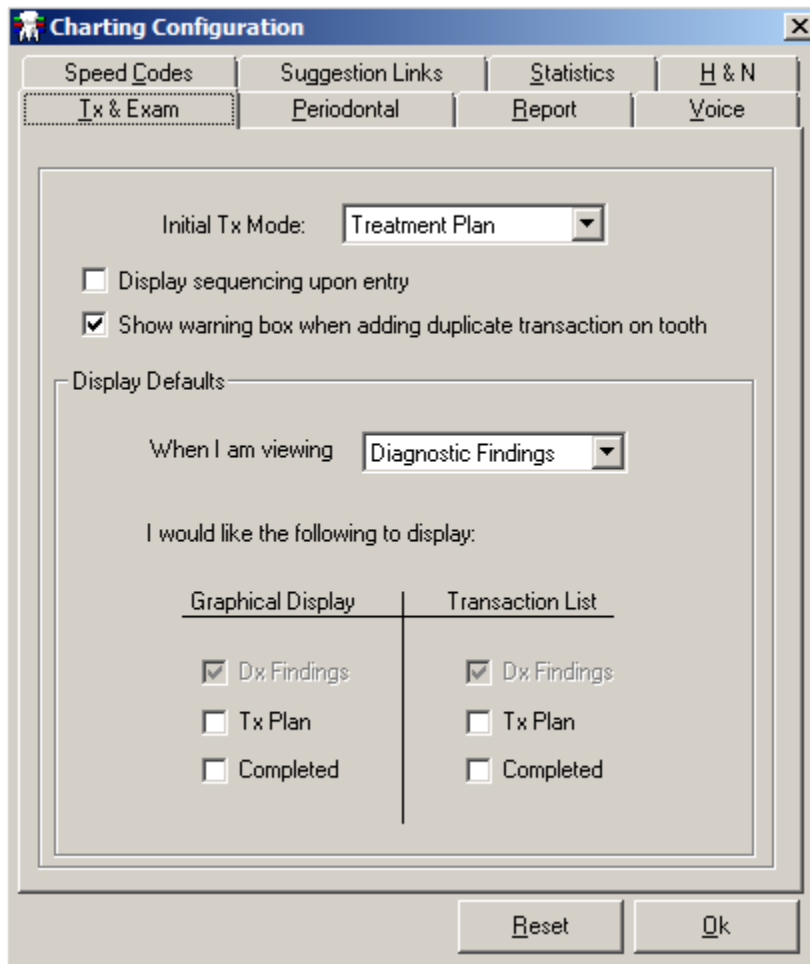 Charting Configuration
Speed Codes Suggestion Links Statistics H & N
Tx & Exam Periodontal Report Voice
Initial Tx Mode: Treatment Plan
Display sequencing upon entry
Show warning box when adding duplicate transaction on tooth
Display Defaults
When I am viewing Diagnostic Findings
I would like the following to display:
Graphical Display Transaction List
Dx Findings Dx Findings
Tx Plan Tx Plan
Completed Completed
Reset Ok